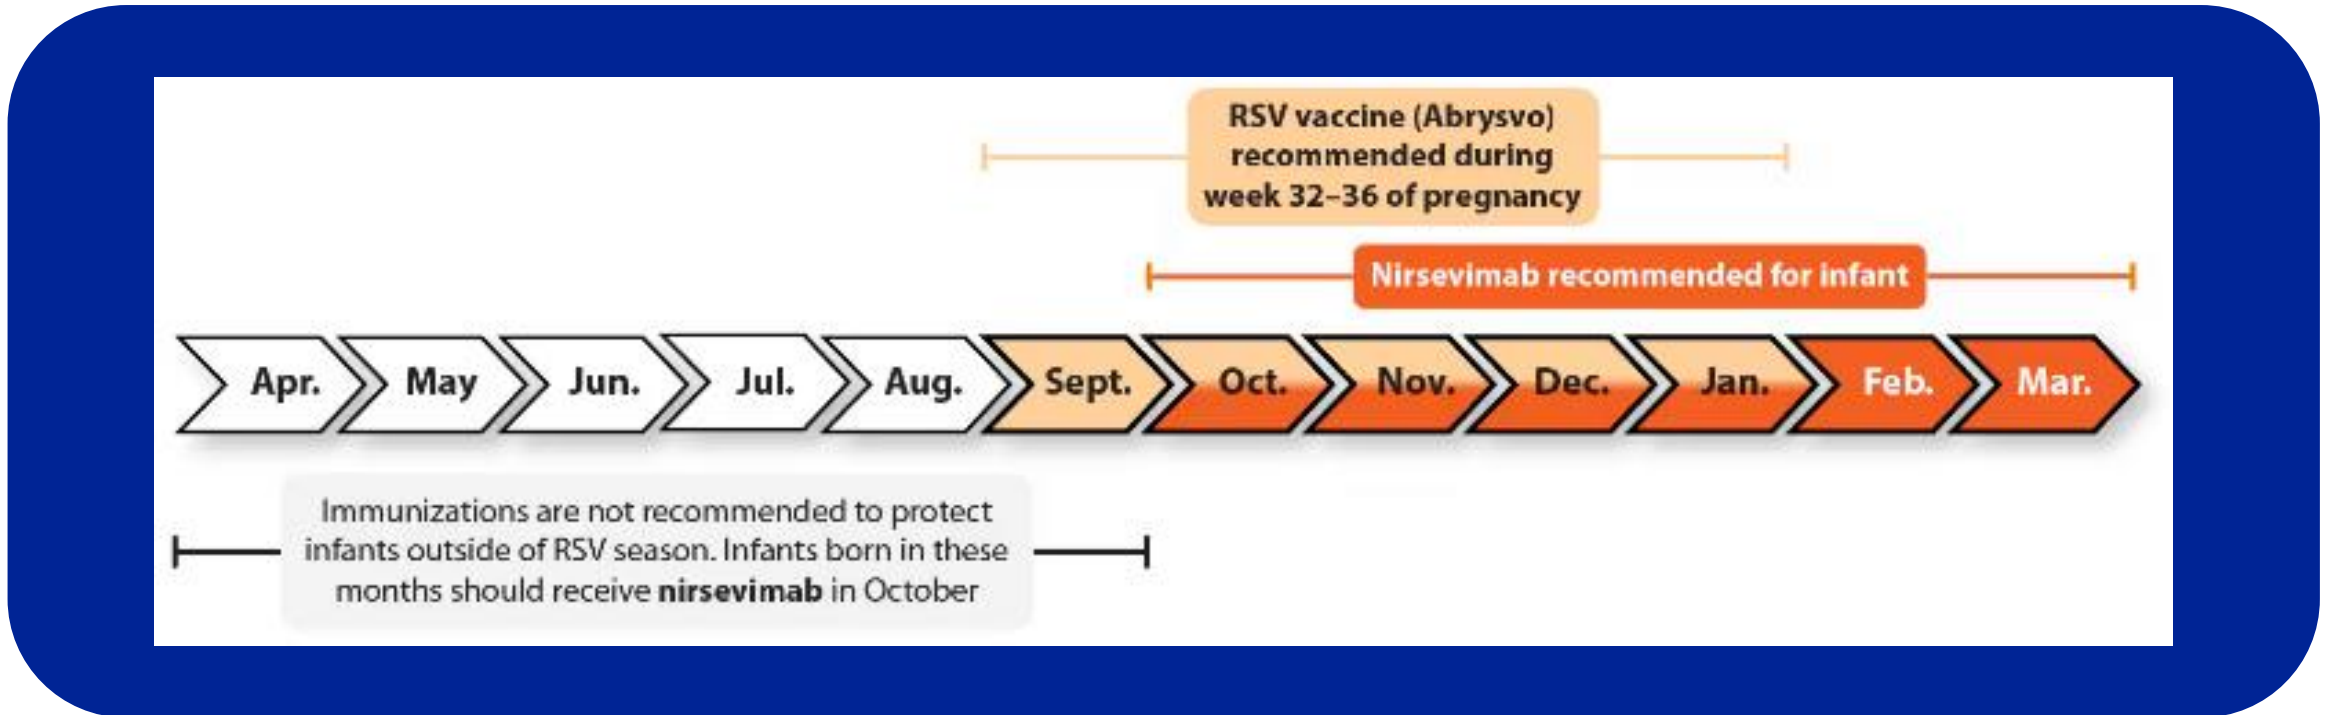 RSV vaccine (Abrysvo)
recommended during
week 32–36 of pregnancy
Nirsevimab recommended for infant
Apr. May Jun. Jul. Aug. Sept. Oct. Nov. Dec. Jan. Feb. Mar.
Immunizations are not recommended to protect
infants outside of RSV season. Infants born in these
months should receive nirsevimab in October